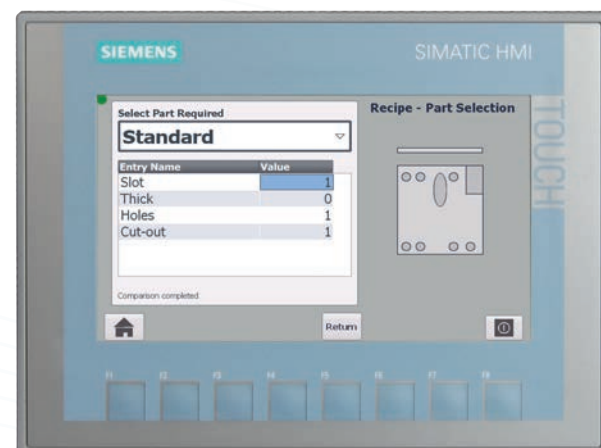 SIEMENS
SIMATIC HMI
TOUCH
Select Part Required
Standard
Recipe - Part Selection
Entry Name Value
Slot 1
Thick 0
Holes 1
Cut-out 1
Comparison completed
Return
F1 F2 F3 F4 F5 F6 F7 F8